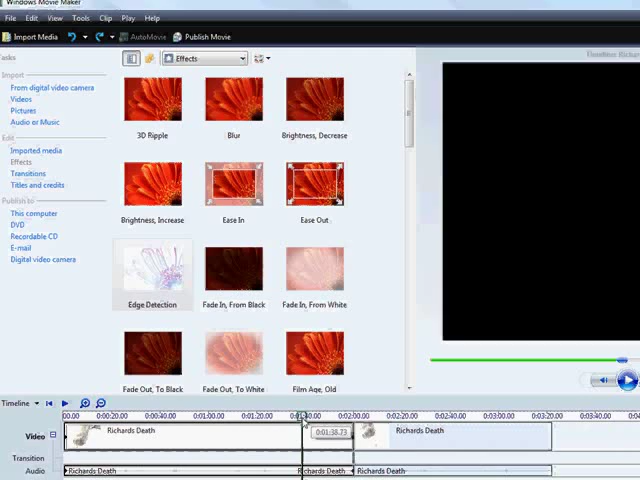 Windows Movie Maker
File Edit View Tools Clip Play Help
Import Media AutoMovie Publish Movie
Effects
Timeline: Richar
asks
Import
From digital video camera
Videos
Pictures
Audio or Music
Edit
Imported media
Effects
Transitions
Titles and credits
Publish to
This computer
DVD
Recordable CD
E-mail
Digital video camera
3D Ripple Blur Brightness, Decrease
Brightness, Increase Ease In Ease Out
Edge Detection Fade In, From Black Fade In, From White
Fade Out, To Black Fade Out, To White Film Age, Old
Timeline
00.00 0:00:20.00 0:00:40.00 0:01:00.00 0:01:20.00 0:01:40.00 0:02:00.00 0:02:20.00 0:02:40.00 0:03:00.00 0:03:20.00 0:03:40.00 0:04
Video Richards Death Richards Death
0:01:38.73
Transition
Audio Richards Death Richards Death Richards Death